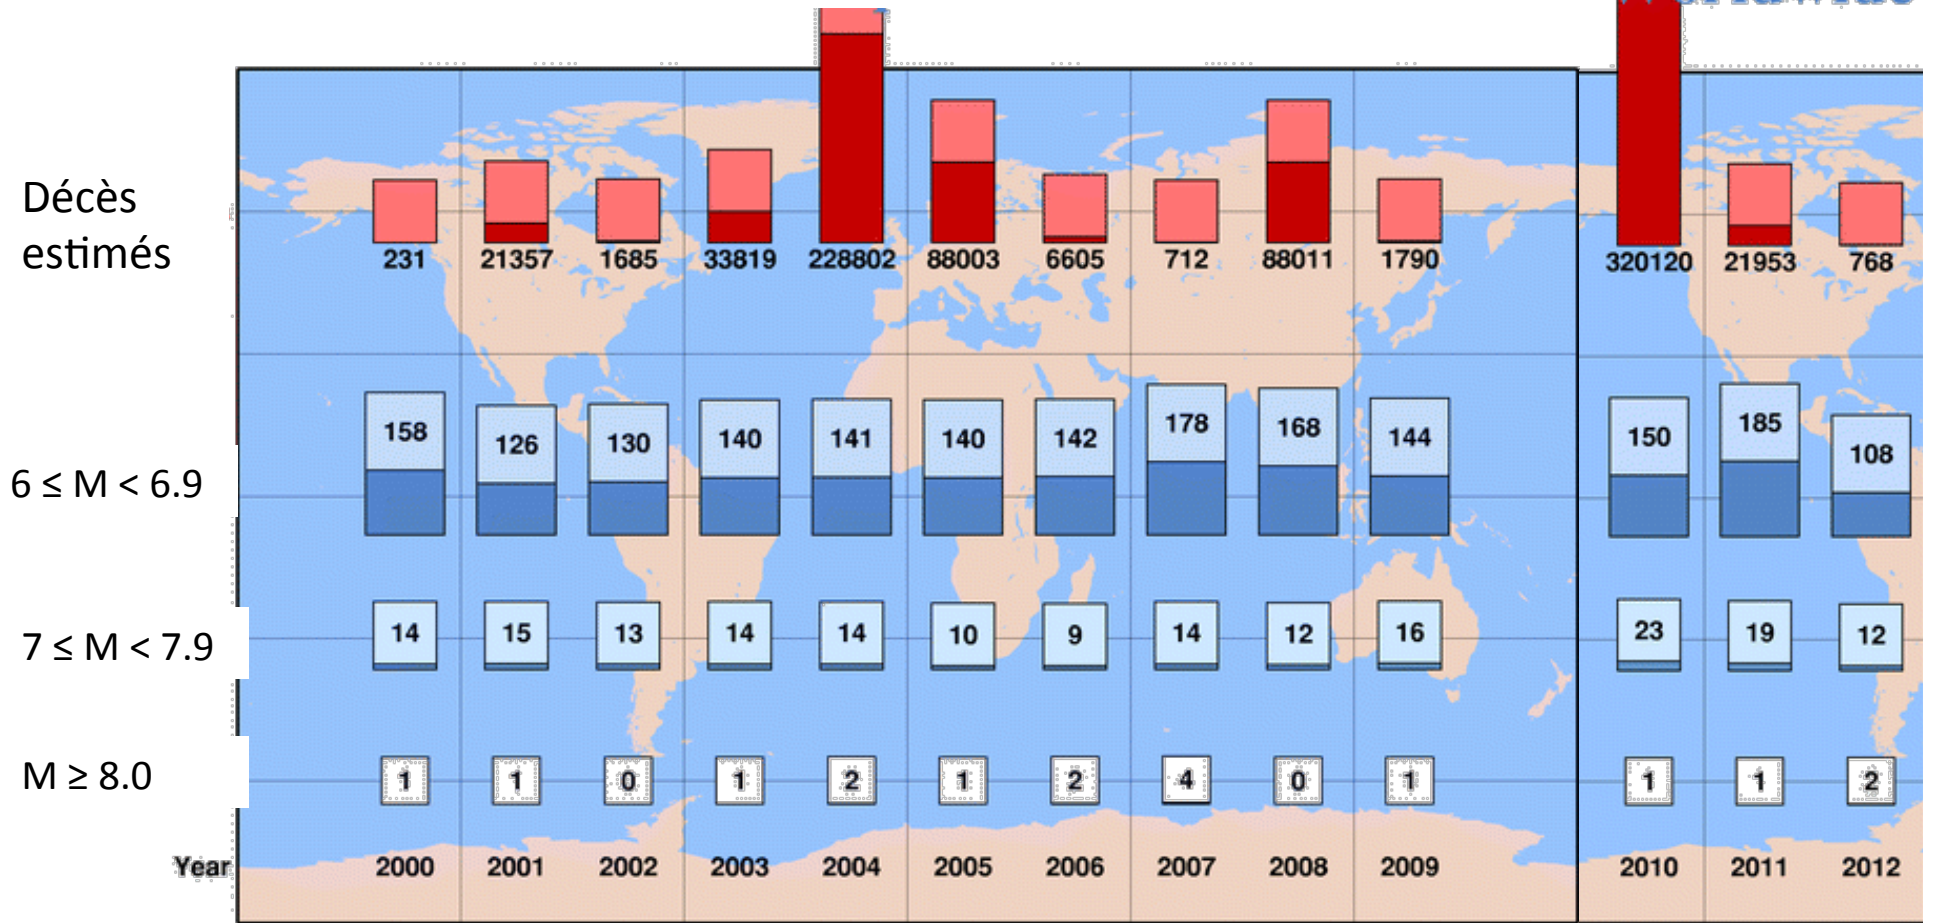 Décès
estimés
231 21357 1685 33819 228802 88003 6605 712 88011 1790 320120 21953 768
6 ≤ M < 6.9 158 126 130 140 141 140 142 178 168 144 150 185 108
7 ≤ M < 7.9 14 15 13 14 14 10 9 14 12 16 23 19 12
M ≥ 8.0 1 1 0 1 2 1 2 4 0 1 1 1 2
Year 2000 2001 2002 2003 2004 2005 2006 2007 2008 2009 2010 2011 2012